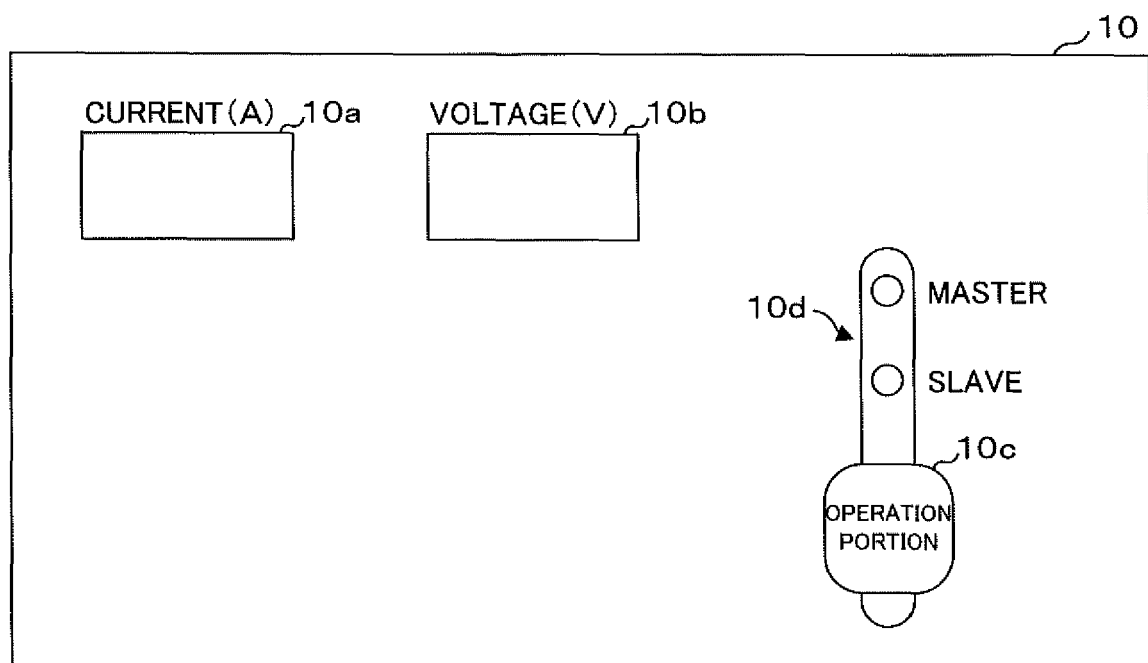 10
CURRENT(A) 10a
VOLTAGE(V) 10b
MASTER
10d
SLAVE
10c
OPERATION
PORTION